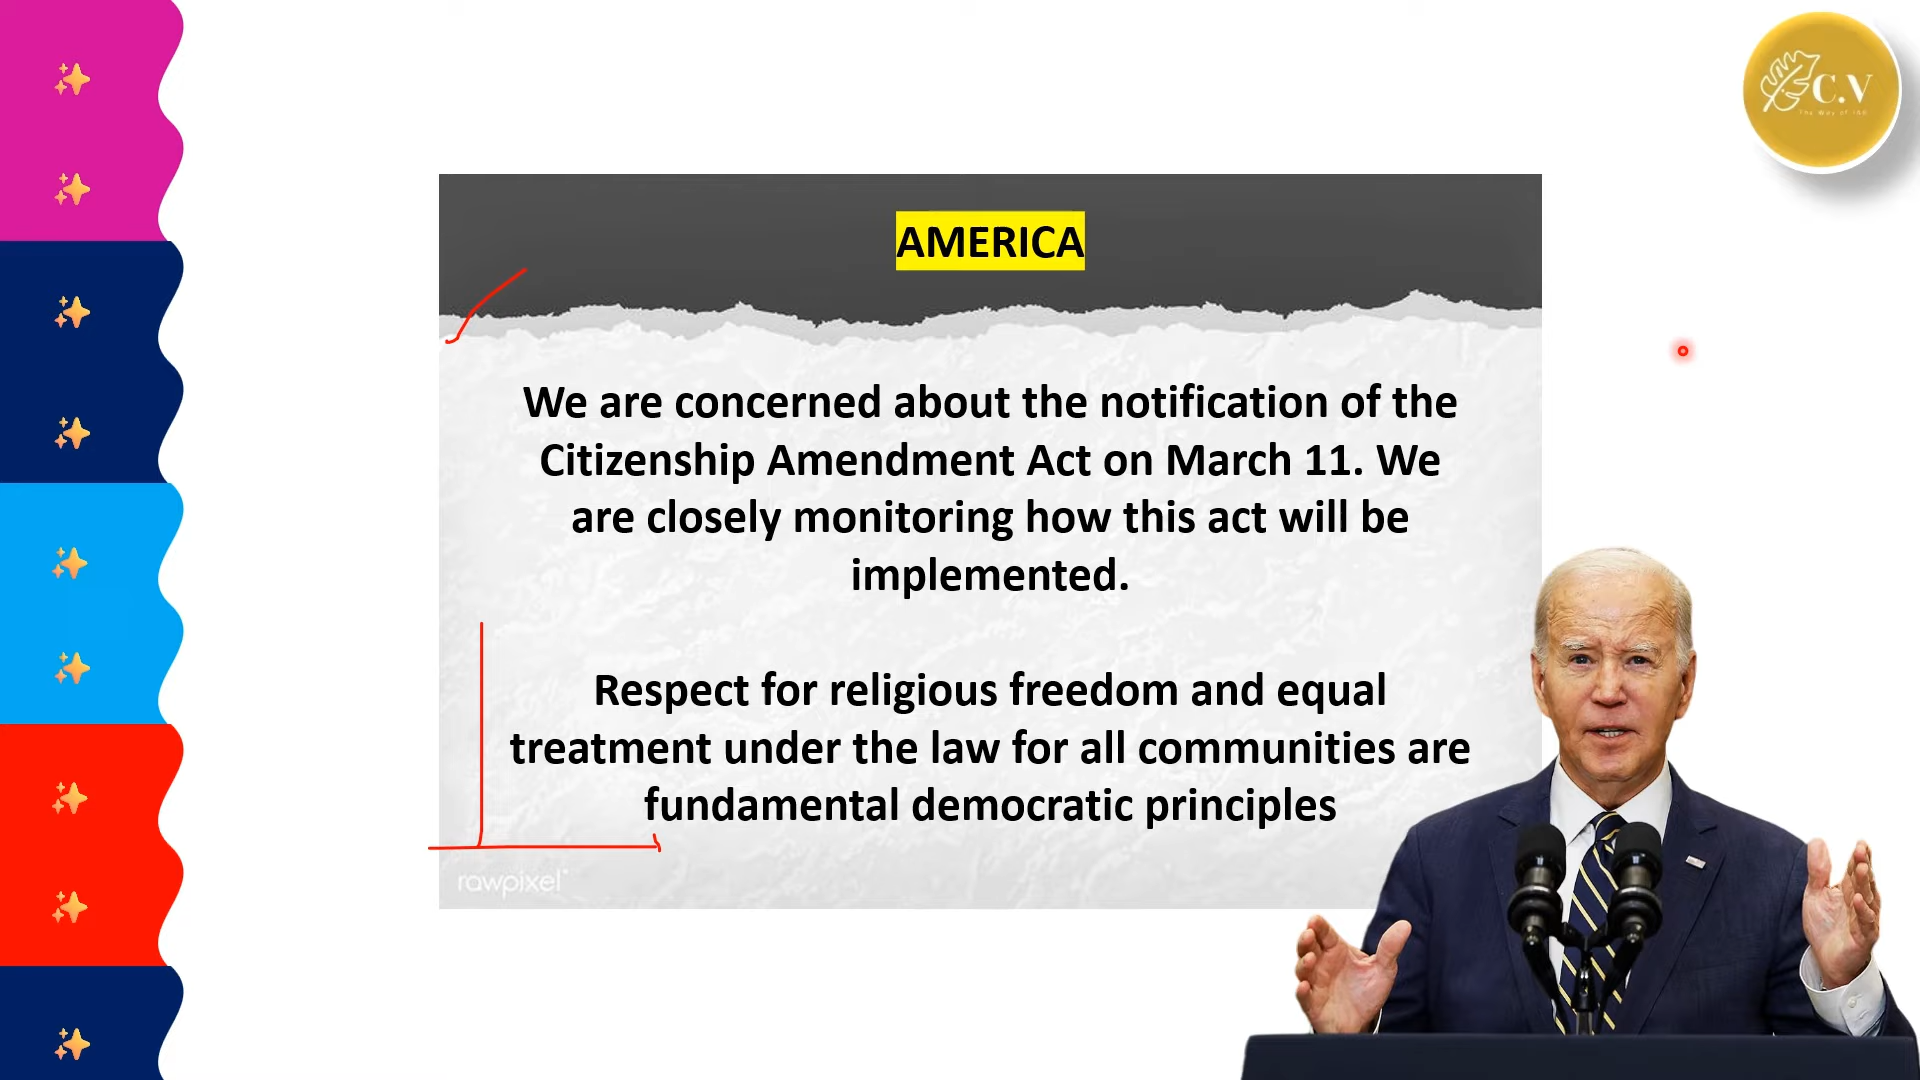 C.V
AMERICA
We are concerned about the notification of the
Citizenship Amendment Act on March 11. We
are closely monitoring how this act will be
implemented.
Respect for religious freedom and equal
treatment under the law for all communities are
fundamental democratic principles
rawpixel